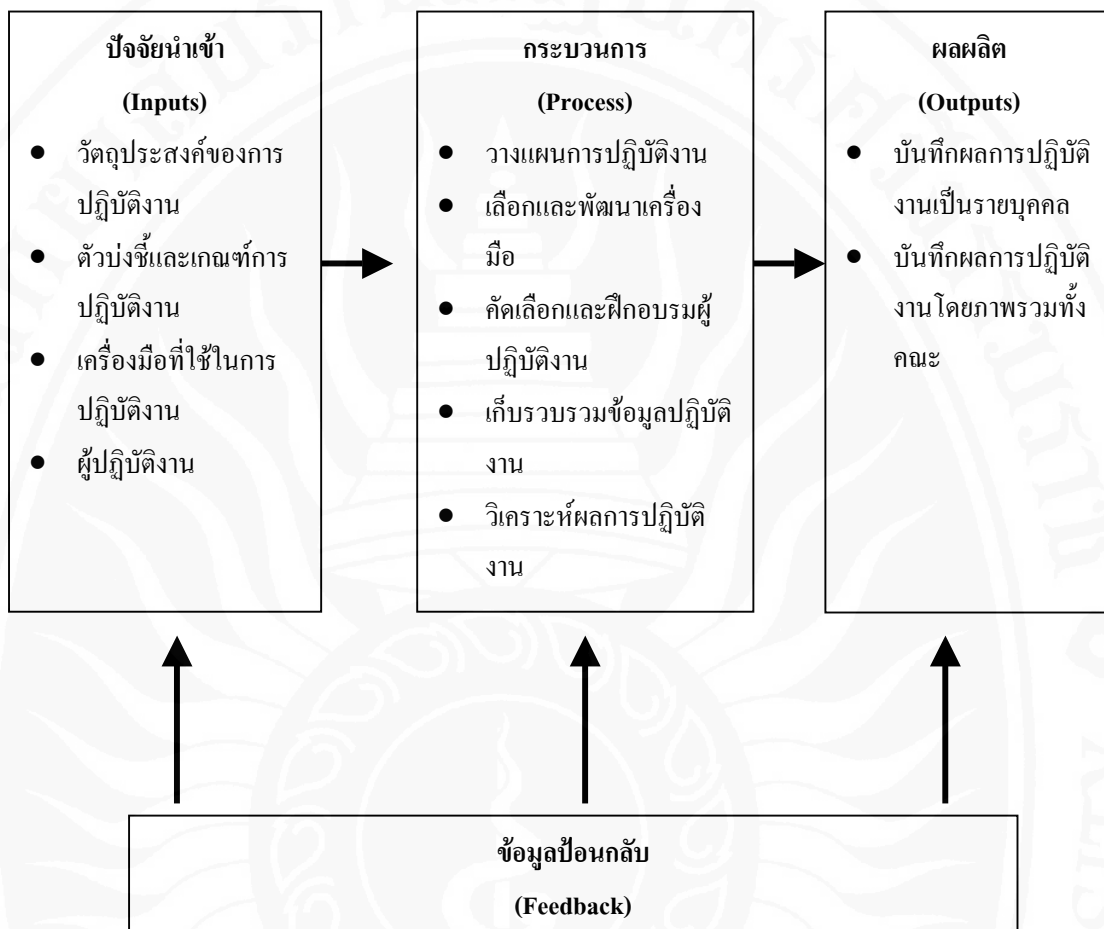 ปัจจัยนำเข้า
(Inputs)
● วัตถุประสงค์ของการ
ปฏิบัติงาน
● ตัวบ่งชี้และเกณฑ์การ
ปฏิบัติงาน
● เครื่องมือที่ใช้ในการ
ปฏิบัติงาน
● ผู้ปฏิบัติงาน
กระบวนการ
(Process)
● วางแผนการปฏิบัติงาน
● เลือกและพัฒนาเครื่อง
มือ
● คัดเลือกและฝึกอบรมผู้
ปฏิบัติงาน
● เก็บรวบรวมข้อมูลปฏิบัติ
งาน
● วิเคราะห์ผลการปฏิบัติ
งาน
ผลผลิต
(Outputs)
● บันทึกผลการปฏิบัติ
งานเป็นรายบุคคล
● บันทึกผลการปฏิบัติ
งานโดยภาพรวมทั้ง
คณะ
ข้อมูลป้อนกลับ
(Feedback)